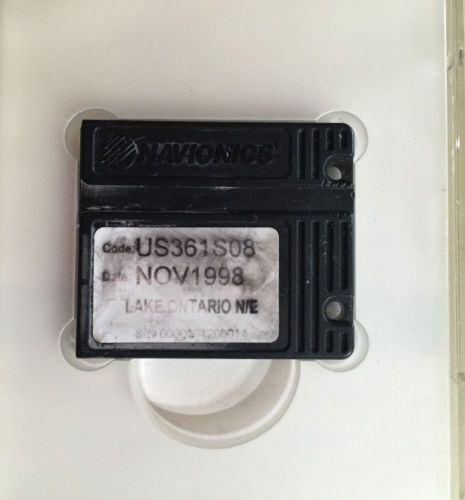 NAVIONICS
Code: US361S08
Date: NOV1998
LAKE ONTARIO N/E
S/N